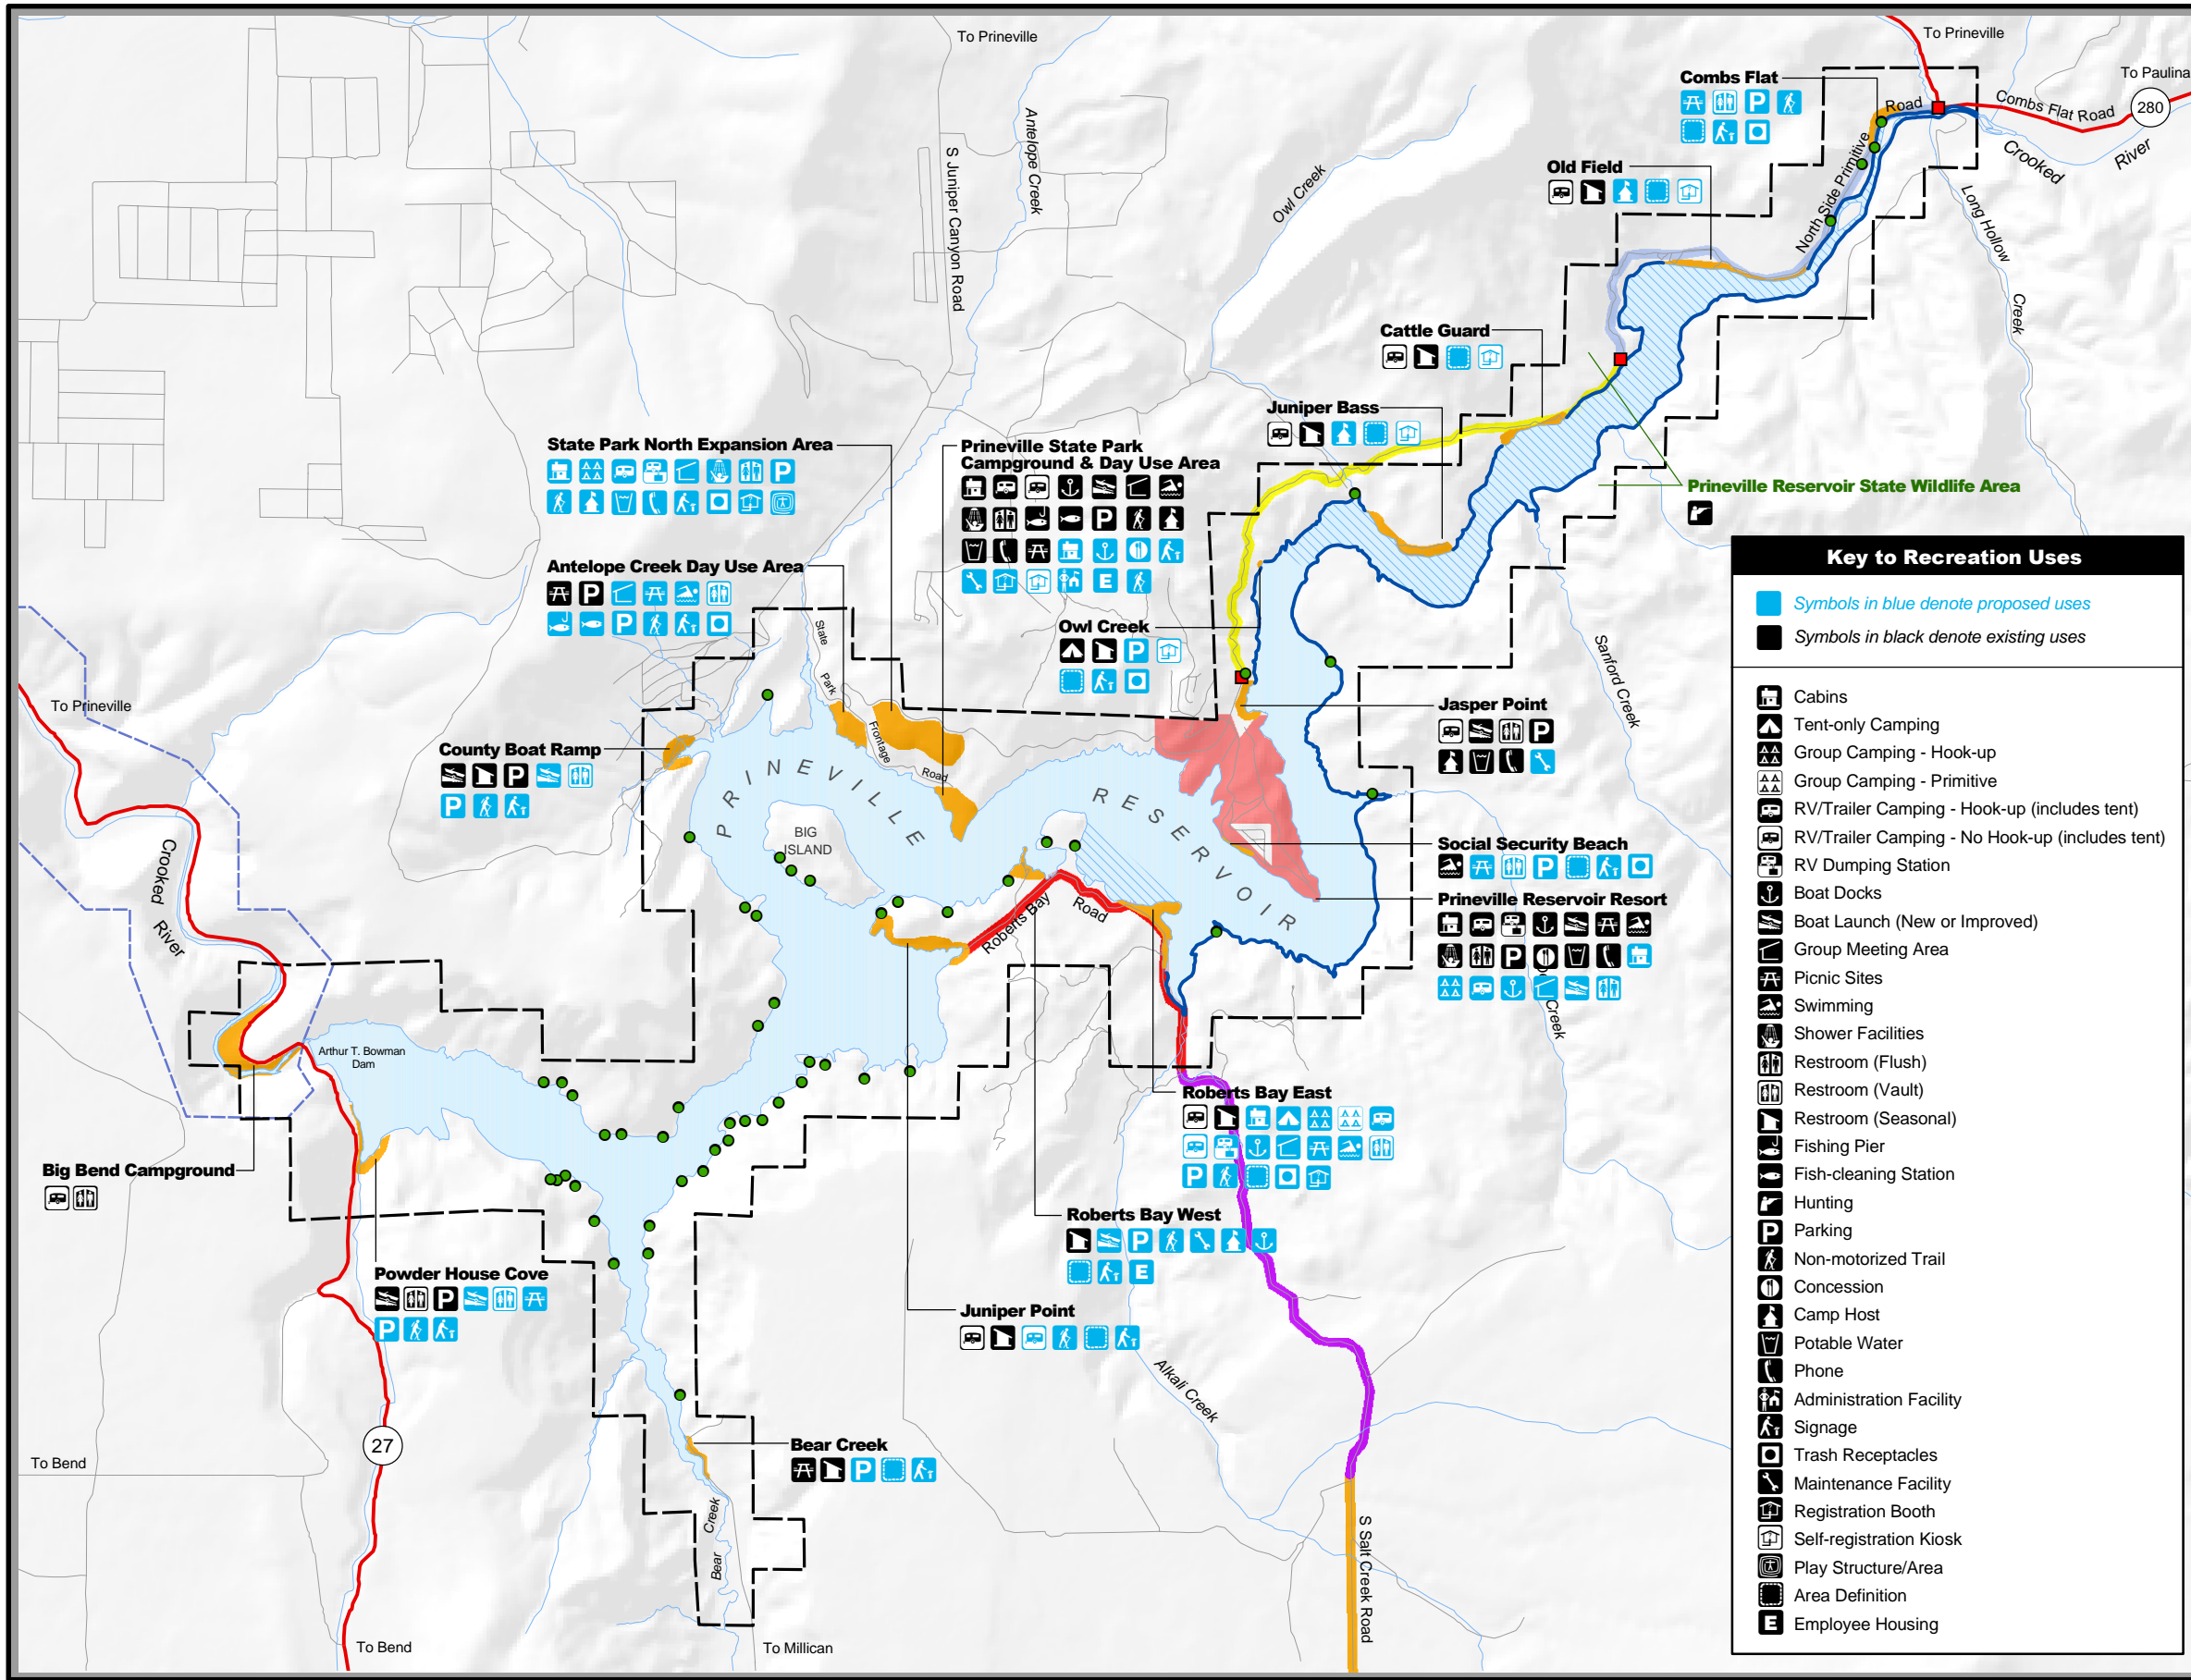 To Prineville
To Prineville
To Paulina
Combs Flat
Road
Combs Flat Road
280
Crooked
River
North Side Primitive
Long Hollow
Creek
Old Field
Antelope Creek
S Juniper Canyon Road
Owl Creek
Cattle Guard
Juniper Bass
State Park North Expansion Area
P
Prineville State Park
Campground & Day Use Area
P
E
Prineville Reservoir State Wildlife Area
Antelope Creek Day Use Area
P
P
Owl Creek
P
State
Park
Frontage
Road
Sanford Creek
To Prineville
County Boat Ramp
P
P
Jasper Point
P
PRINEVILLE
RESERVOIR
BIG
ISLAND
Social Security Beach
P
Prineville Reservoir Resort
P
Creek
Roberts Bay
Road
Crooked
River
Arthur T. Bowman
Dam
Roberts Bay East
P
Big Bend Campground
Roberts Bay West
P
E
Powder House Cove
P
P
Juniper Point
Alkali Creek
27
Bear Creek
P
To Bend
Bear
Creek
S Salt Creek Road
To Bend
To Millican
Key to Recreation Uses
Symbols in blue denote proposed uses
Symbols in black denote existing uses
Cabins
Tent-only Camping
Group Camping - Hook-up
Group Camping - Primitive
RV/Trailer Camping - Hook-up (includes tent)
RV/Trailer Camping - No Hook-up (includes tent)
RV Dumping Station
Boat Docks
Boat Launch (New or Improved)
Group Meeting Area
Picnic Sites
Swimming
Shower Facilities
Restroom (Flush)
Restroom (Vault)
Restroom (Seasonal)
Fishing Pier
Fish-cleaning Station
Hunting
P Parking
Non-motorized Trail
Concession
Camp Host
Potable Water
Phone
Administration Facility
Signage
Trash Receptacles
Maintenance Facility
Registration Booth
Self-registration Kiosk
Play Structure/Area
Area Definition
E Employee Housing